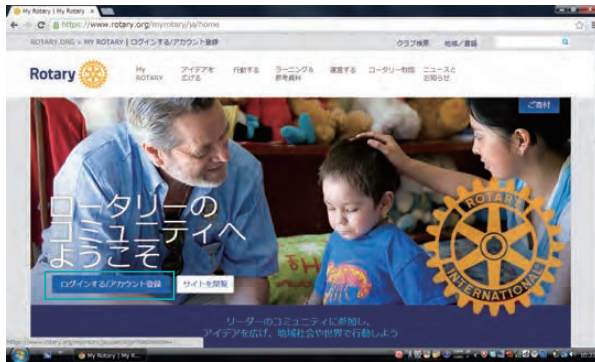 My Rotary | My Rotary
https://www.rotary.org/myrotary/ja/home
ROTARY.ORG > MY ROTARY | ログインする/アカウント登録 クラブ検索 地域/言語
Rotary
My ROTARY
アイデアを広げる
行動する
ラーニング&参考資料
運営する
ロータリー財団
ニュースとお知らせ
ご寄付
ロータリーの
コミュニティへ
ようこそ
ログインする/アカウント登録 サイトを閲覧
ROTARY INTERNATIONAL
リーダーのコミュニティに参加し、
アイデアを広げ、地域社会や世界で行動しよう
My Rotary | My R...